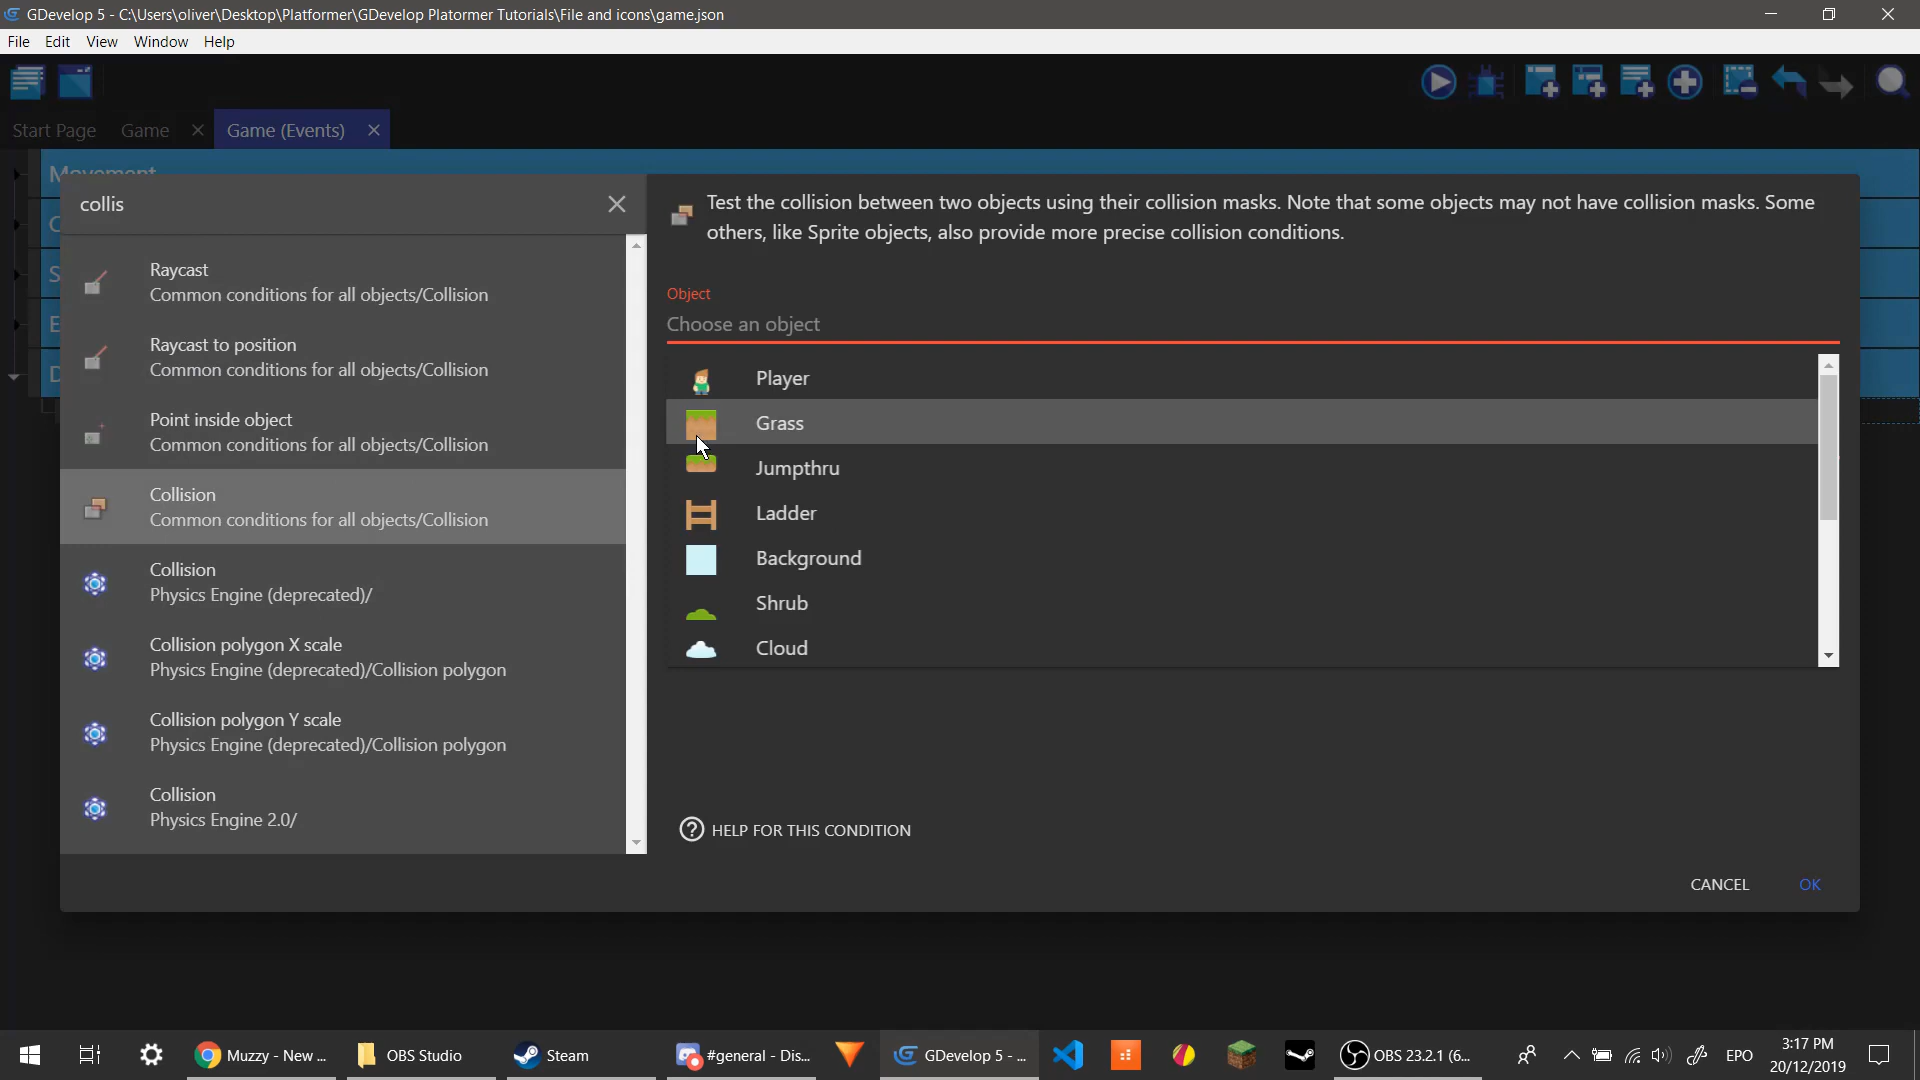 GDevelop 5 - C:\Users\oliver\Desktop\Platformer\GDevelop Platormer Tutorials\File and icons\game.json
File Edit View Window Help
Start Page Game Game (Events)
Movement
collis
Test the collision between two objects using their collision masks. Note that some objects may not have collision masks. Some
others, like Sprite objects, also provide more precise collision conditions.
Raycast
Common conditions for all objects/Collision
Raycast to position
Common conditions for all objects/Collision
Point inside object
Common conditions for all objects/Collision
Collision
Common conditions for all objects/Collision
Collision
Physics Engine (deprecated)/
Collision polygon X scale
Physics Engine (deprecated)/Collision polygon
Collision polygon Y scale
Physics Engine (deprecated)/Collision polygon
Collision
Physics Engine 2.0/
Object
Choose an object
Player
Grass
Jumpthru
Ladder
Background
Shrub
Cloud
HELP FOR THIS CONDITION
CANCEL OK
Muzzy - New ... OBS Studio Steam #general - Dis... GDevelop 5 - ... OBS 23.2.1 (6... EPO
3:17 PM
20/12/2019